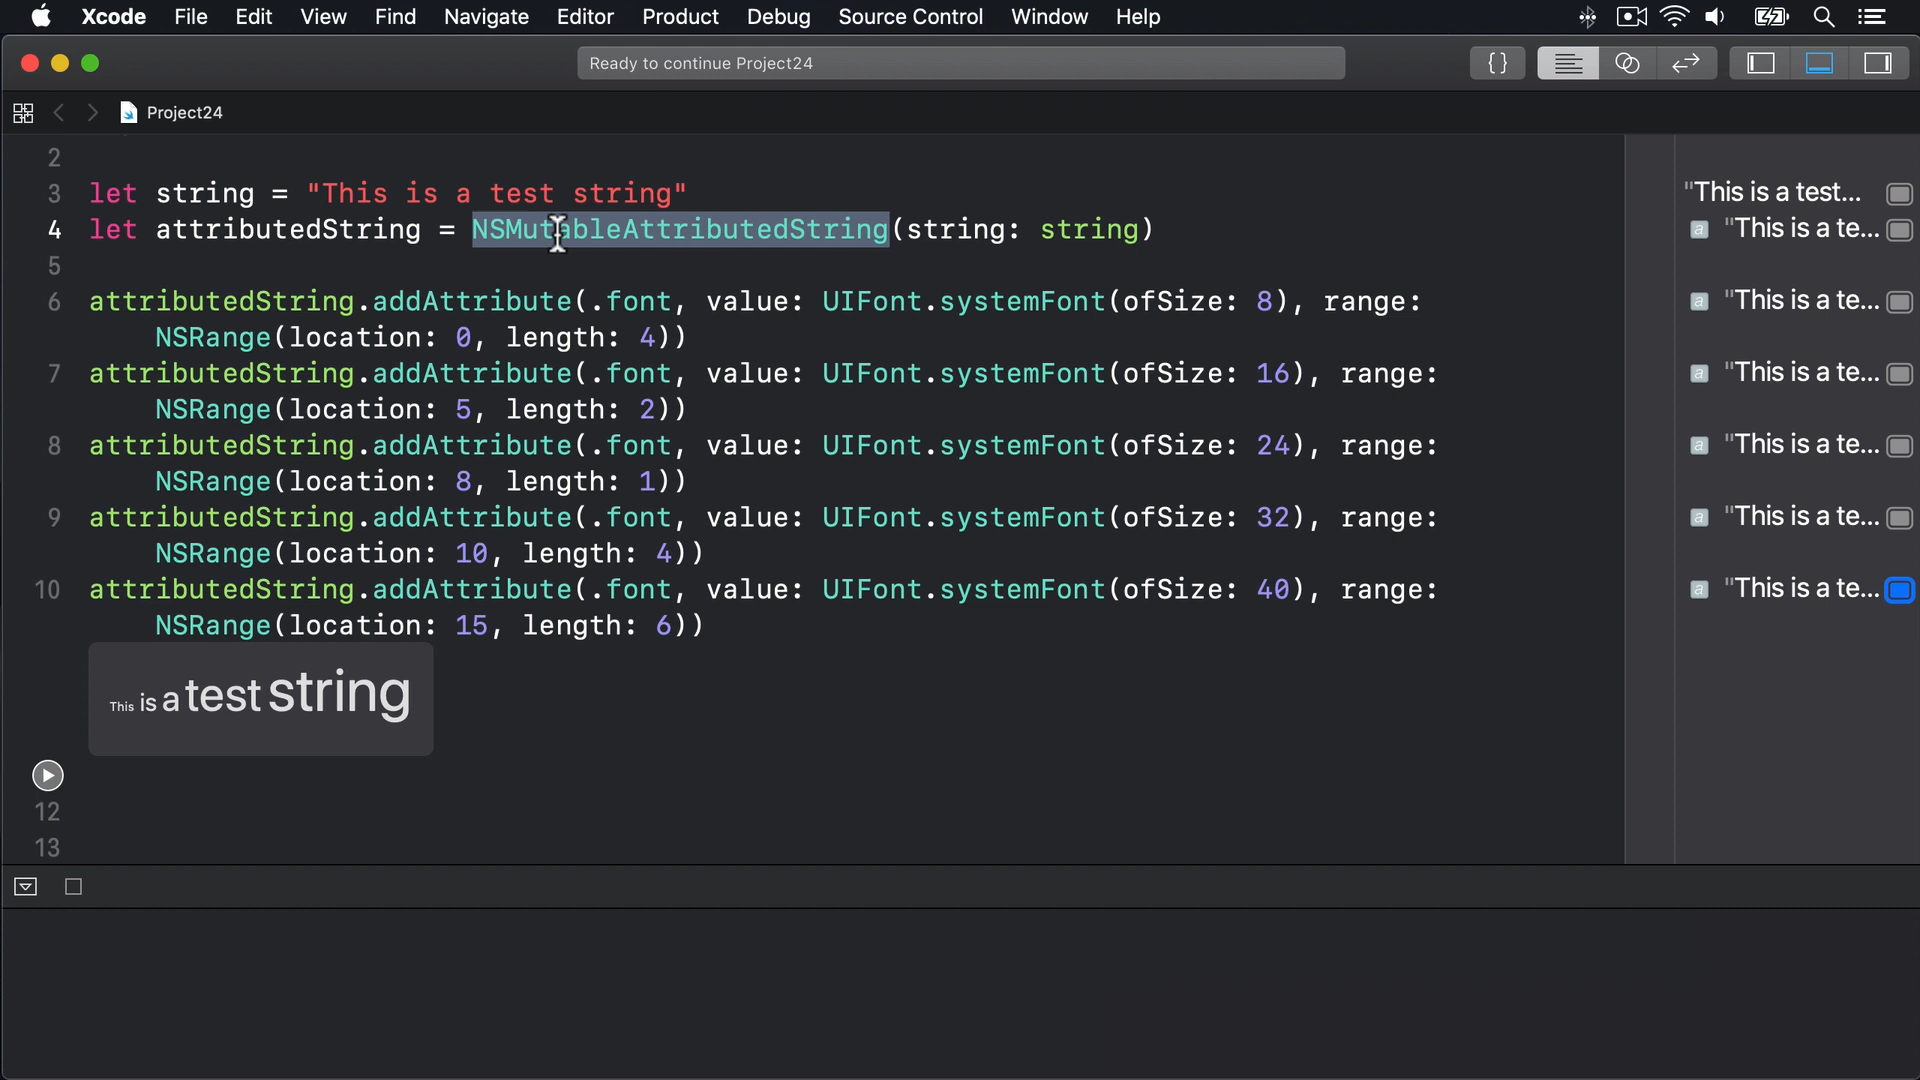 Xcode File Edit View Find Navigate Editor Product Debug Source Control Window Help
Ready to continue Project24
{}
Project24
2
3 let string = "This is a test string" "This is a test...
4 let attributedString = NSMutableAttributedString(string: string) a "This is a te...
5
6 attributedString.addAttribute(.font, value: UIFont.systemFont(ofSize: 8), range: a "This is a te...
NSRange(location: 0, length: 4))
7 attributedString.addAttribute(.font, value: UIFont.systemFont(ofSize: 16), range: a "This is a te...
NSRange(location: 5, length: 2))
8 attributedString.addAttribute(.font, value: UIFont.systemFont(ofSize: 24), range: a "This is a te...
NSRange(location: 8, length: 1))
9 attributedString.addAttribute(.font, value: UIFont.systemFont(ofSize: 32), range: a "This is a te...
NSRange(location: 10, length: 4))
10 attributedString.addAttribute(.font, value: UIFont.systemFont(ofSize: 40), range: a "This is a te...
NSRange(location: 15, length: 6))
This is a test string
12
13